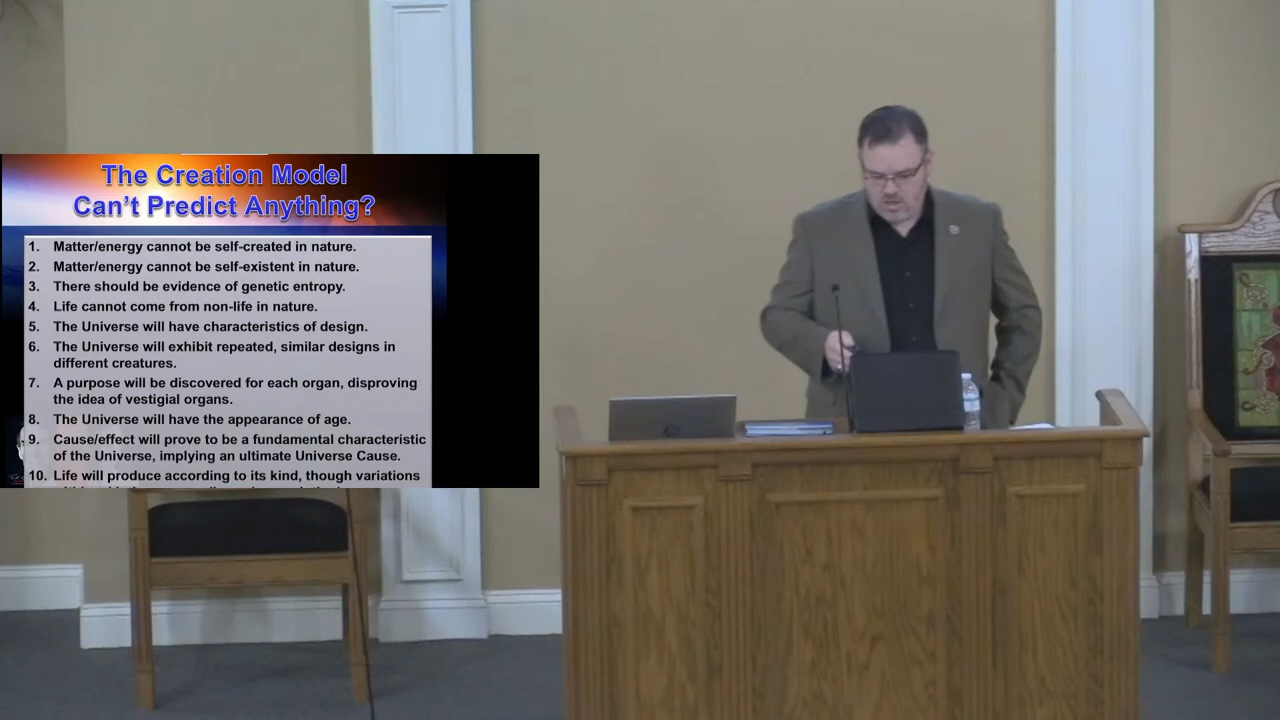 The Creation Model
Can't Predict Anything?
1. Matter/energy cannot be self-created in nature.
2. Matter/energy cannot be self-existent in nature.
3. There should be evidence of genetic entropy.
4. Life cannot come from non-life in nature.
5. The Universe will have characteristics of design.
6. The Universe will exhibit repeated, similar designs in
different creatures.
7. A purpose will be discovered for each organ, disproving
the idea of vestigial organs.
8. The Universe will have the appearance of age.
9. Cause/effect will prove to be a fundamental characteristic
of the Universe, implying an ultimate Universe Cause.
10. Life will produce according to its kind, though variations